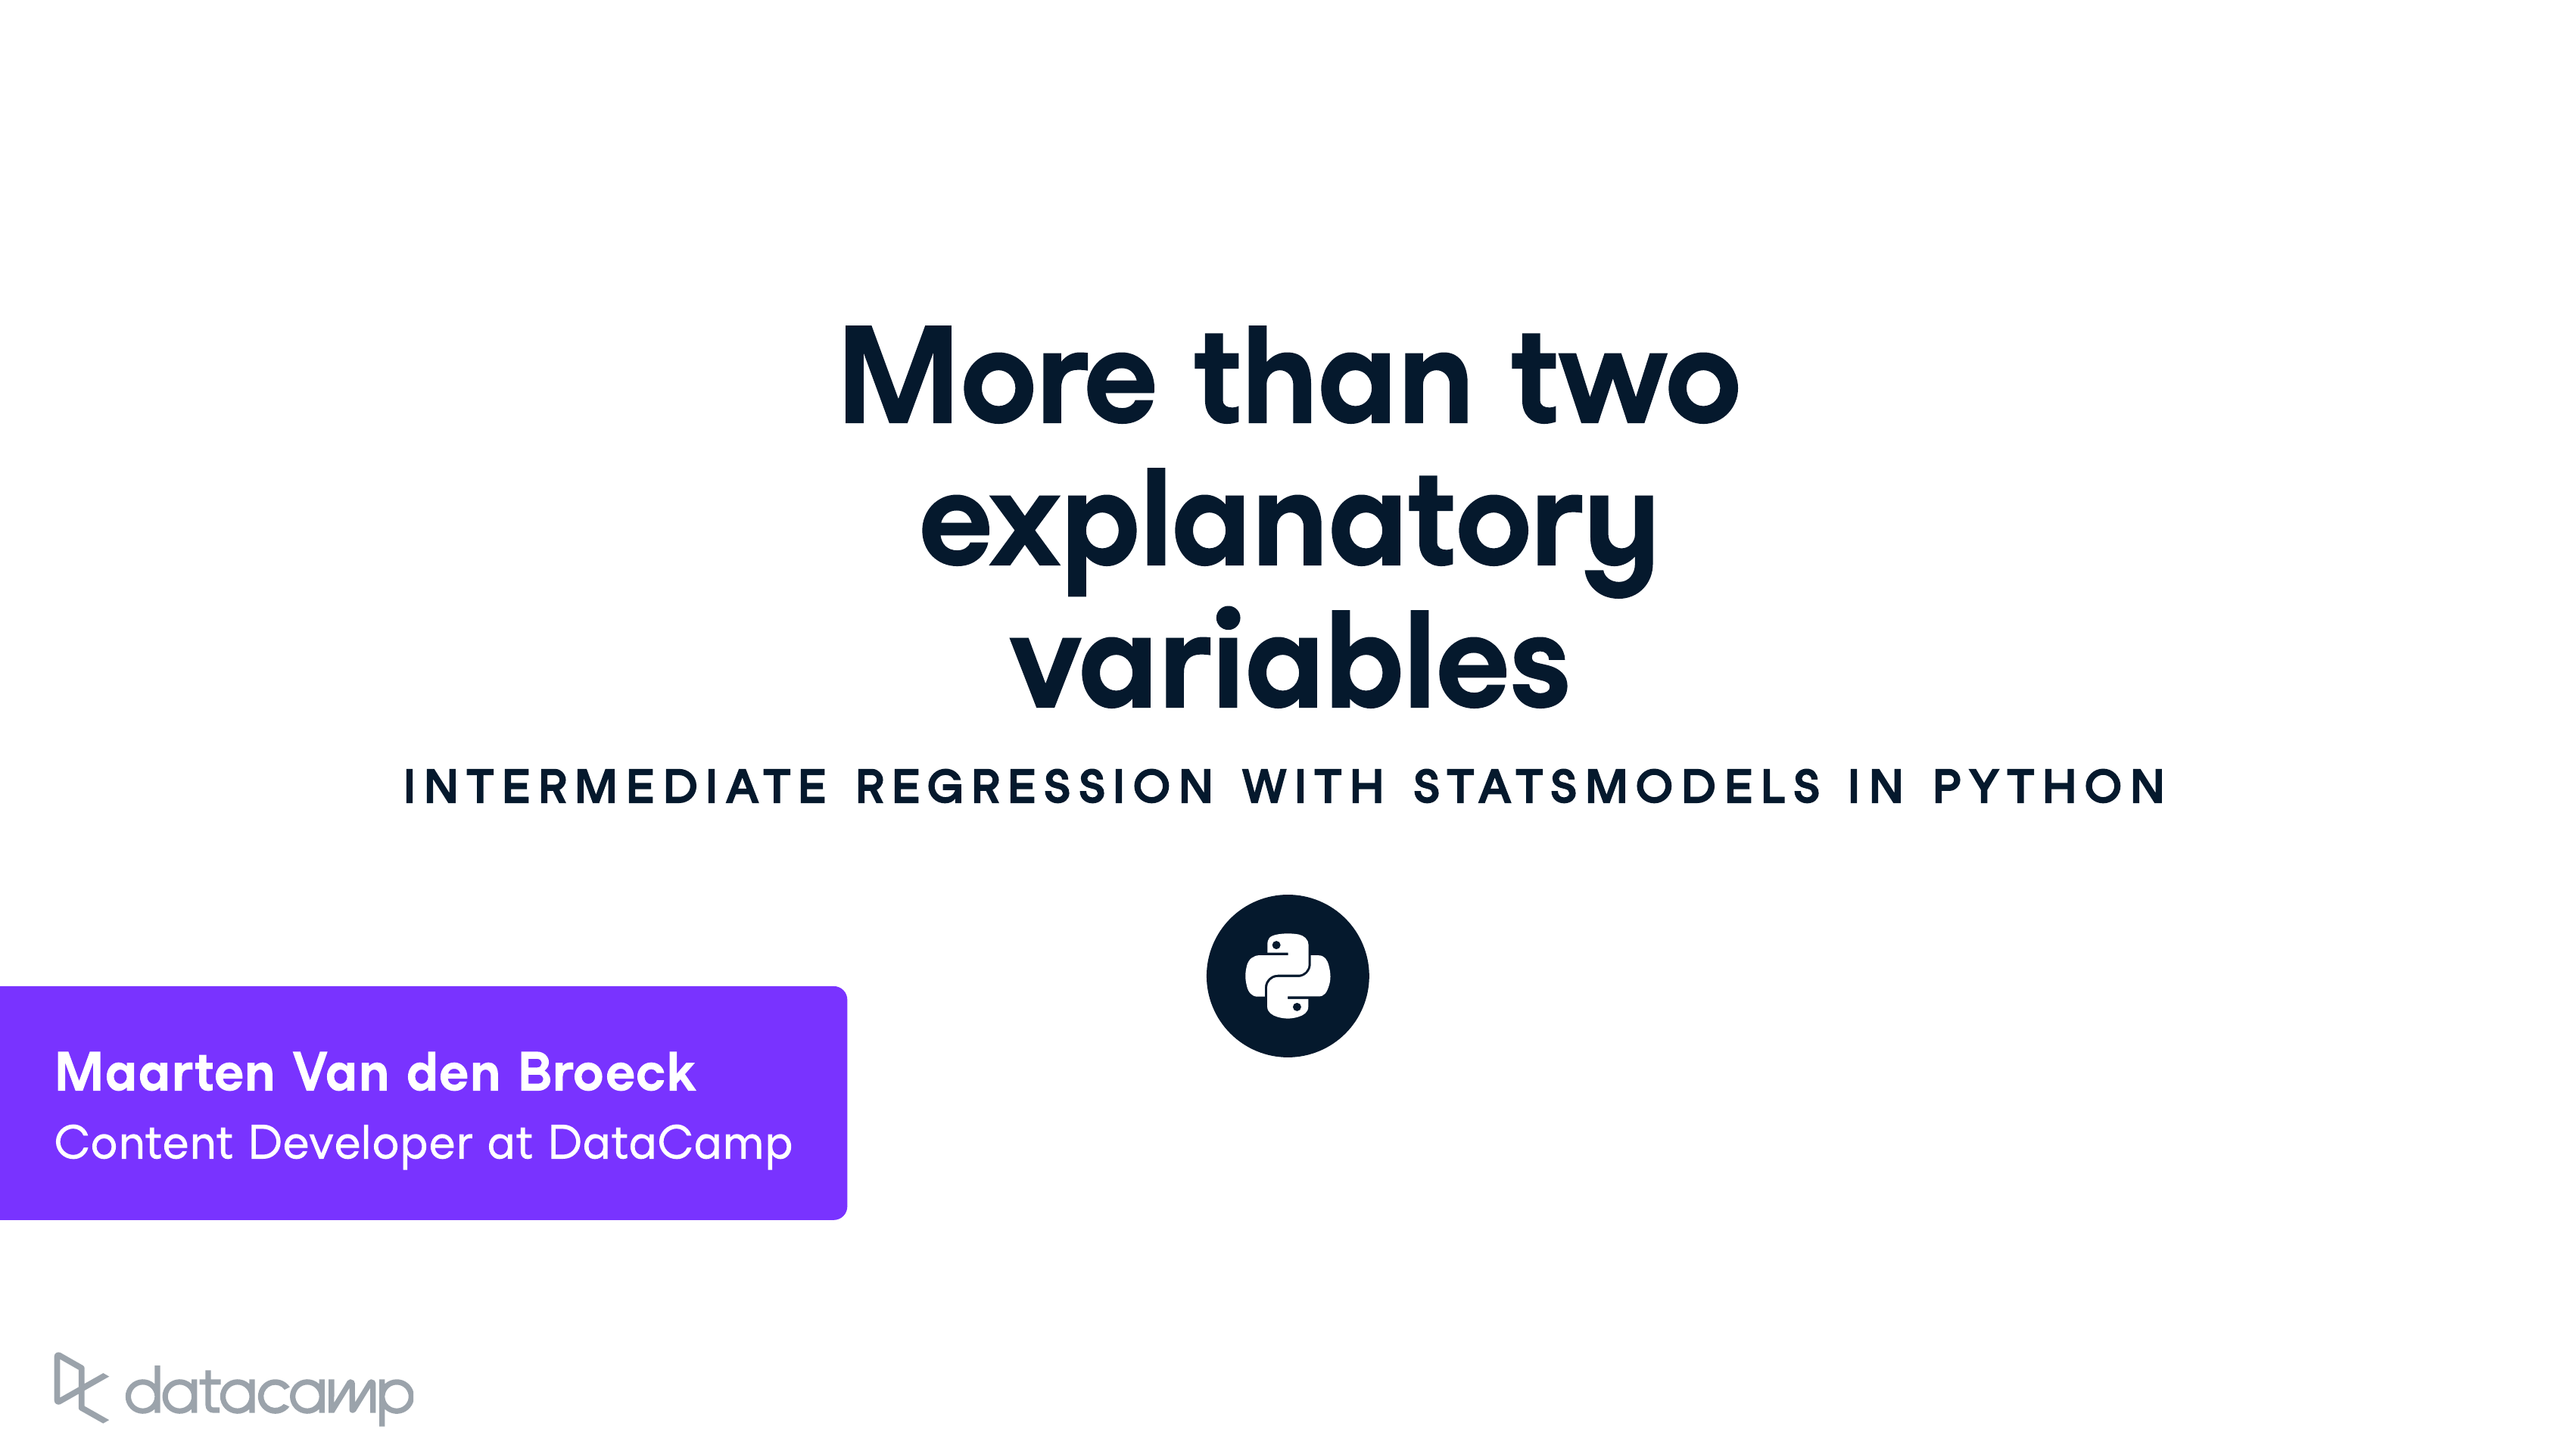 More than two
explanatory
variables
INTERMEDIATE REGRESSION WITH STATSMODELS IN PYTHON
Maarten Van den Broeck
Content Developer at DataCamp
datacamp